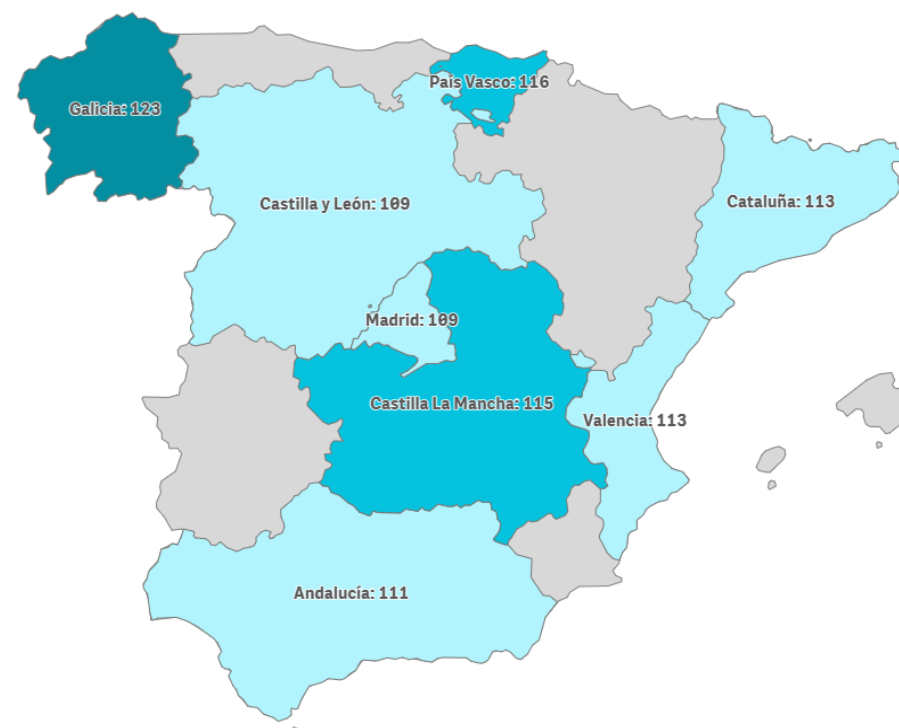 País Vasco: 116
Galicia: 123
Castilla y León: 109
Cataluña: 113
Madrid: 109
Castilla La Mancha: 115
Valencia: 113
Andalucía: 111